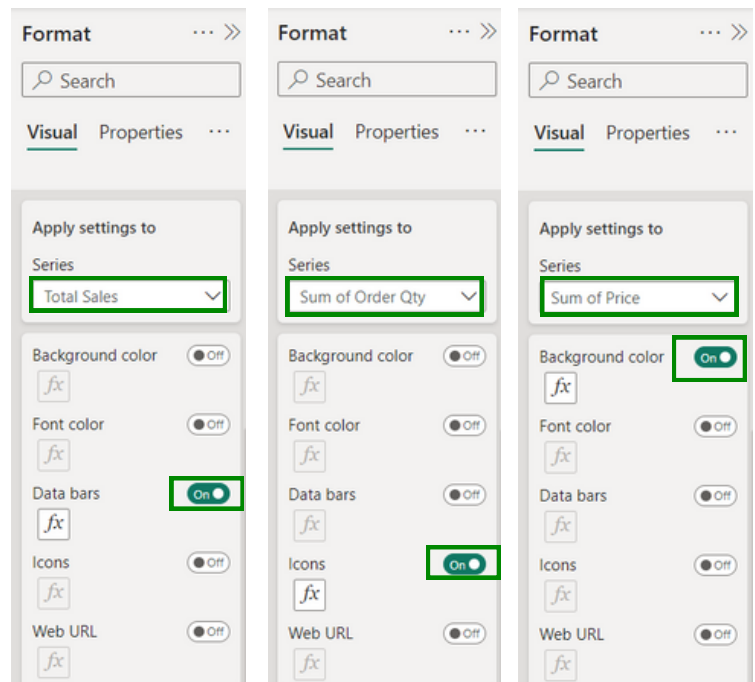 Format ... >>
Search
Visual Properties ...
Apply settings to
Series
Total Sales
Background color Off
fx
Font color Off
fx
Data bars On
fx
Icons Off
fx
Web URL Off
fx
Format ... >>
Search
Visual Properties ...
Apply settings to
Series
Sum of Order Qty
Background color Off
fx
Font color Off
fx
Data bars Off
fx
Icons On
fx
Web URL Off
fx
Format ... >>
Search
Visual Properties ...
Apply settings to
Series
Sum of Price
Background color On
fx
Font color Off
fx
Data bars Off
fx
Icons Off
fx
Web URL Off
fx